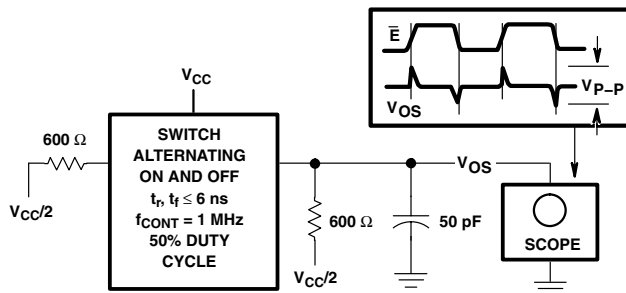 E̅
V_OS
V_P–P
V_CC
600 Ω
V_CC/2
SWITCH
ALTERNATING
ON AND OFF
t_r, t_f ≤ 6 ns
f_CONT = 1 MHz
50% DUTY
CYCLE
V_OS
600 Ω
50 pF
V_CC/2
SCOPE